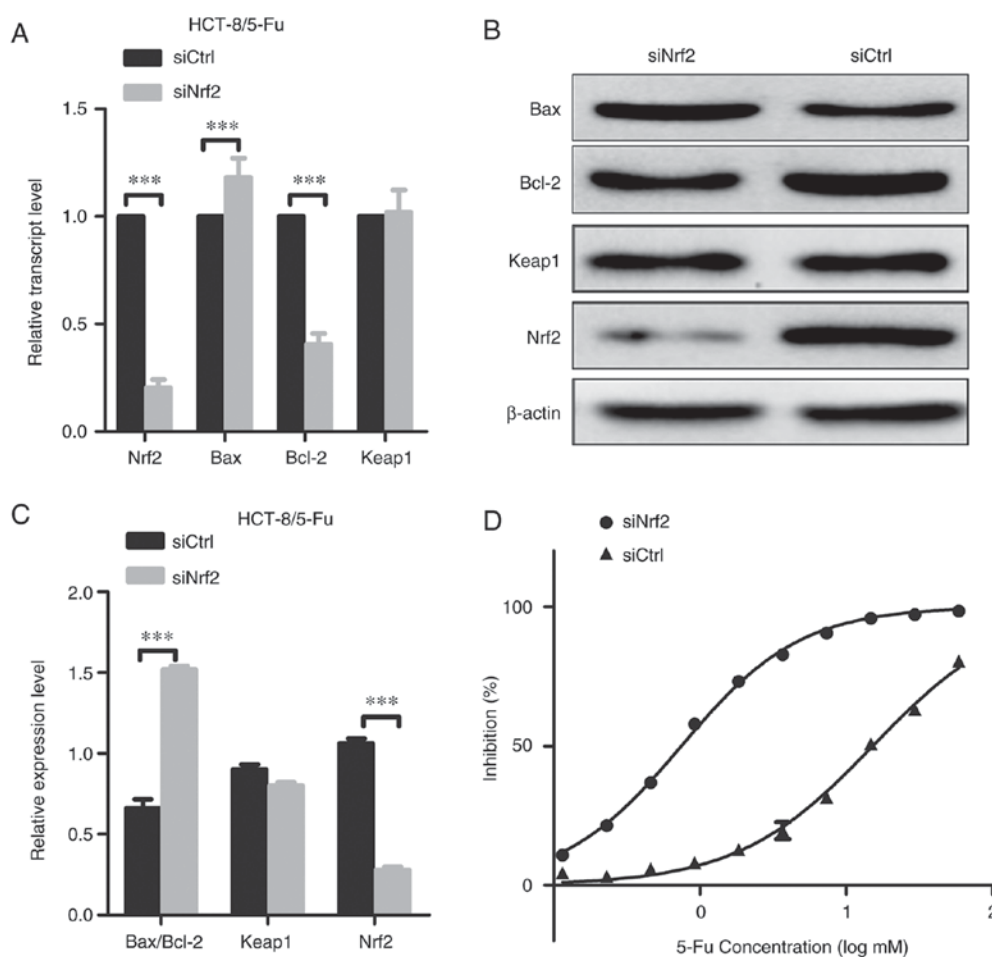 A
HCT-8/5-Fu
siCtrl
siNrf2
Relative transcript level
1.5
1.0
0.5
0.0
***
***
***
Nrf2 Bax Bcl-2 Keap1
B
siNrf2 siCtrl
Bax
Bcl-2
Keap1
Nrf2
β-actin
C
HCT-8/5-Fu
siCtrl
siNrf2
Relative expression level
2.0
1.5
1.0
0.5
0.0
***
***
Bax/Bcl-2 Keap1 Nrf2
D
siNrf2
siCtrl
Inhibition (%)
100
50
0
0 1 2
5-Fu Concentration (log mM)